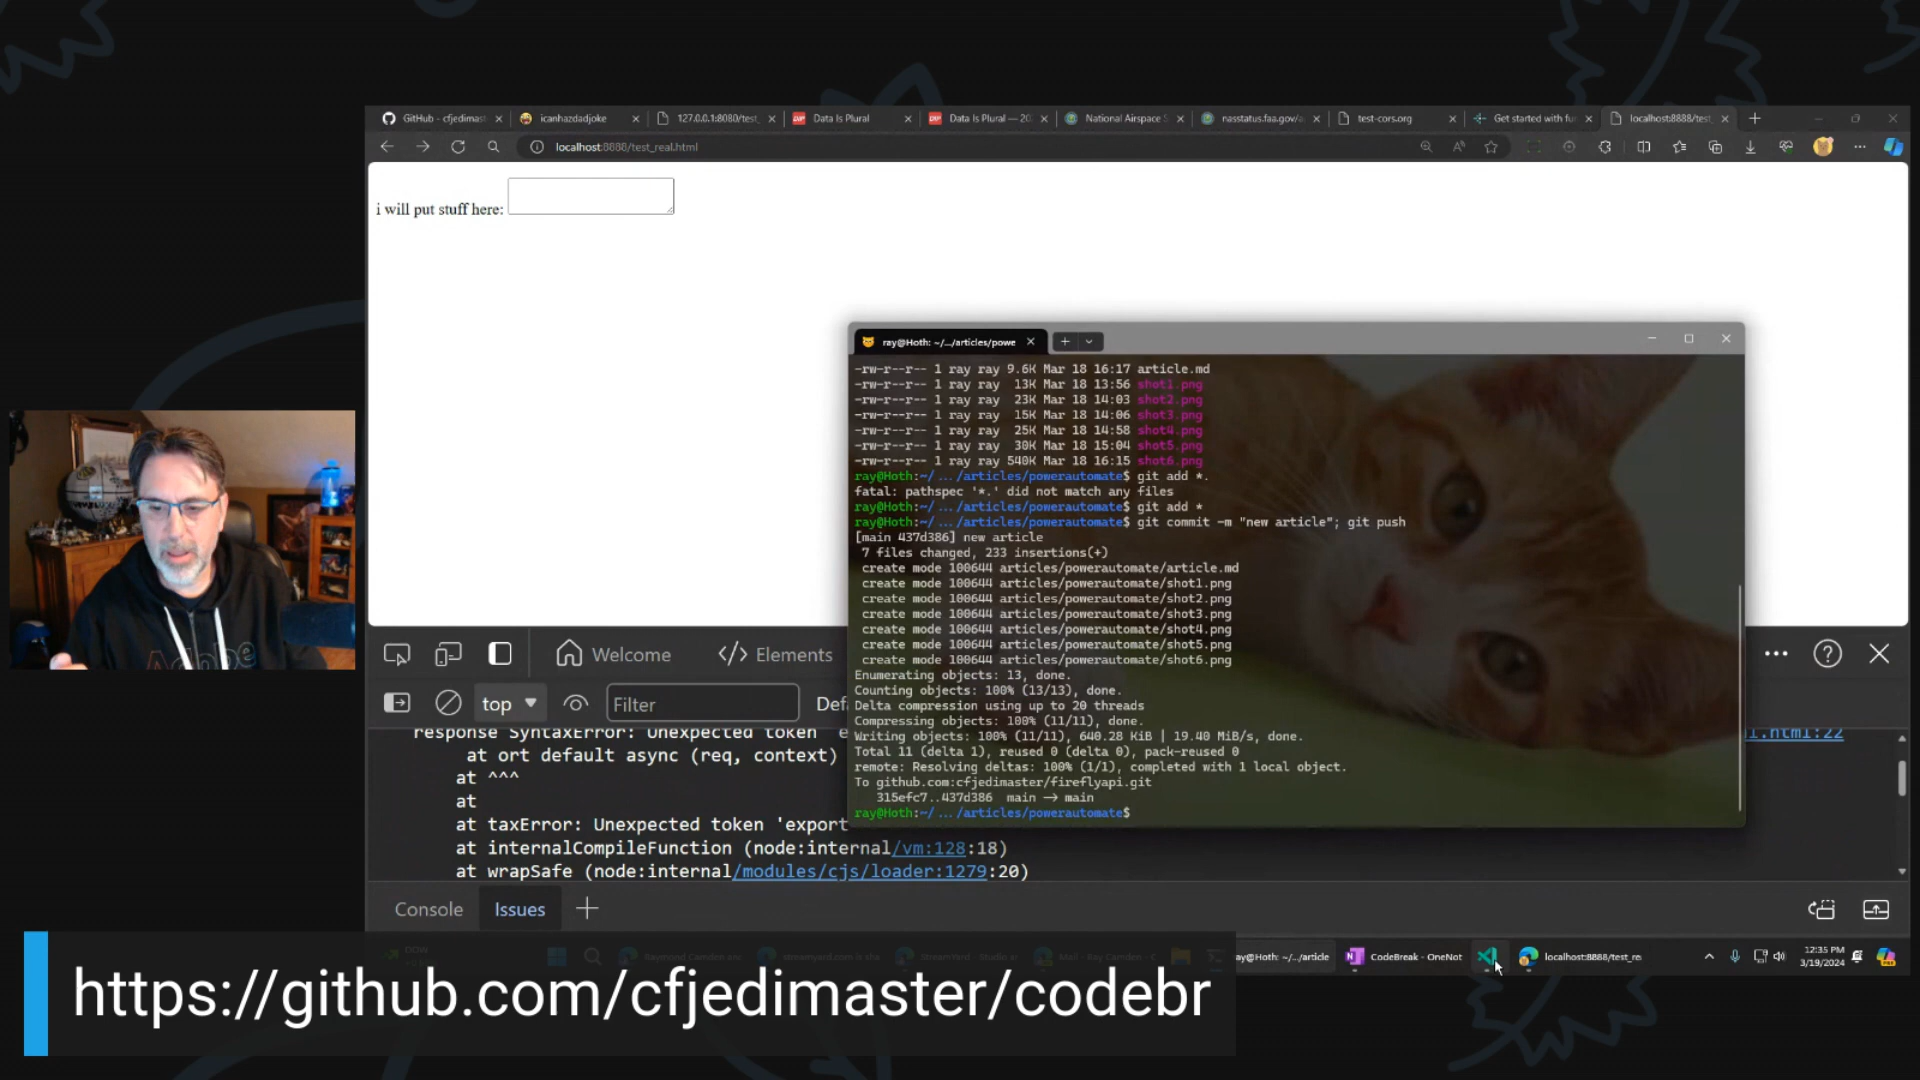 GitHub - cfjedimast
icanhazdadjoke
127.0.0.1:8080/test_
Data Is Plural
Data Is Plural — 20
National Airspace S
nasstatus.faa.gov/a
test-cors.org
Get started with fu
localhost:8888/test_
localhost:8888/test_real.html
i will put stuff here:
ray@Hoth: ~/.../articles/powe
-rw-r--r-- 1 ray ray 9.6K Mar 18 16:17 article.md
-rw-r--r-- 1 ray ray 13K Mar 18 13:56 shot1.png
-rw-r--r-- 1 ray ray 23K Mar 18 14:03 shot2.png
-rw-r--r-- 1 ray ray 15K Mar 18 14:06 shot3.png
-rw-r--r-- 1 ray ray 25K Mar 18 14:58 shot4.png
-rw-r--r-- 1 ray ray 30K Mar 18 15:04 shot5.png
-rw-r--r-- 1 ray ray 540K Mar 18 16:15 shot6.png
ray@Hoth:~/ ... /articles/powerautomate$ git add *.
fatal: pathspec '*.' did not match any files
ray@Hoth:~/ ... /articles/powerautomate$ git add *
ray@Hoth:~/ ... /articles/powerautomate$ git commit -m "new article"; git push
[main 437d386] new article
7 files changed, 233 insertions(+)
create mode 100644 articles/powerautomate/article.md
create mode 100644 articles/powerautomate/shot1.png
create mode 100644 articles/powerautomate/shot2.png
create mode 100644 articles/powerautomate/shot3.png
create mode 100644 articles/powerautomate/shot4.png
create mode 100644 articles/powerautomate/shot5.png
create mode 100644 articles/powerautomate/shot6.png
Enumerating objects: 13, done.
Counting objects: 100% (13/13), done.
Delta compression using up to 20 threads
Compressing objects: 100% (11/11), done.
Writing objects: 100% (11/11), 640.28 KiB | 19.40 MiB/s, done.
Total 11 (delta 1), reused 0 (delta 0), pack-reused 0
remote: Resolving deltas: 100% (1/1), completed with 1 local object.
To github.com:cfjedimaster/fireflyapi.git
315efc7..437d386 main -> main
ray@Hoth:~/ ... /articles/powerautomate$
Welcome
</> Elements
top
Filter
Defa
response SyntaxError: Unexpected token 'e
l.html:22
at ort default async (req, context)
at ^^^
at
at taxError: Unexpected token 'export
at internalCompileFunction (node:internal/vm:128:18)
at wrapSafe (node:internal/modules/cjs/loader:1279:20)
Console
Issues
Adobe
ay@Hoth: ~/.../article
CodeBreak - OneNot
localhost:8888/test_re
12:35 PM
3/19/2024
https://github.com/cfjedimaster/codebr